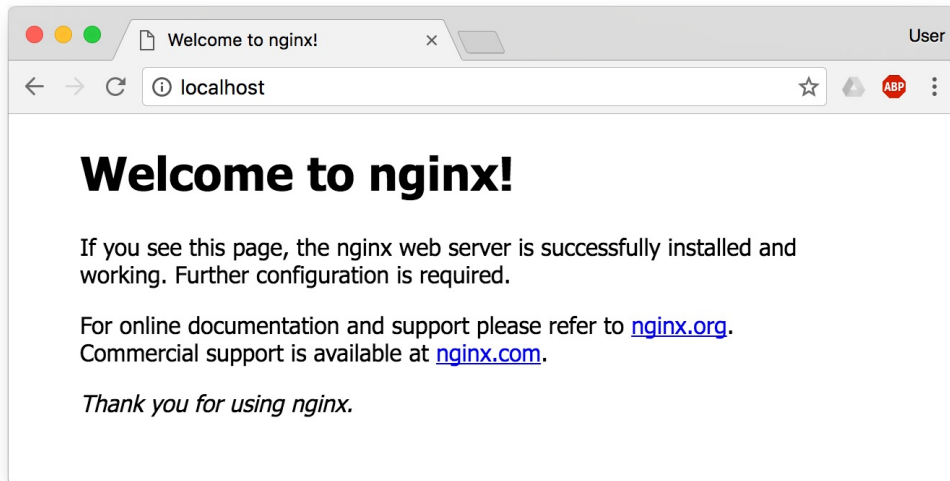 Welcome to nginx!
User
localhost
ABP
Welcome to nginx!
If you see this page, the nginx web server is successfully installed and
working. Further configuration is required.
For online documentation and support please refer to nginx.org.
Commercial support is available at nginx.com.
Thank you for using nginx.